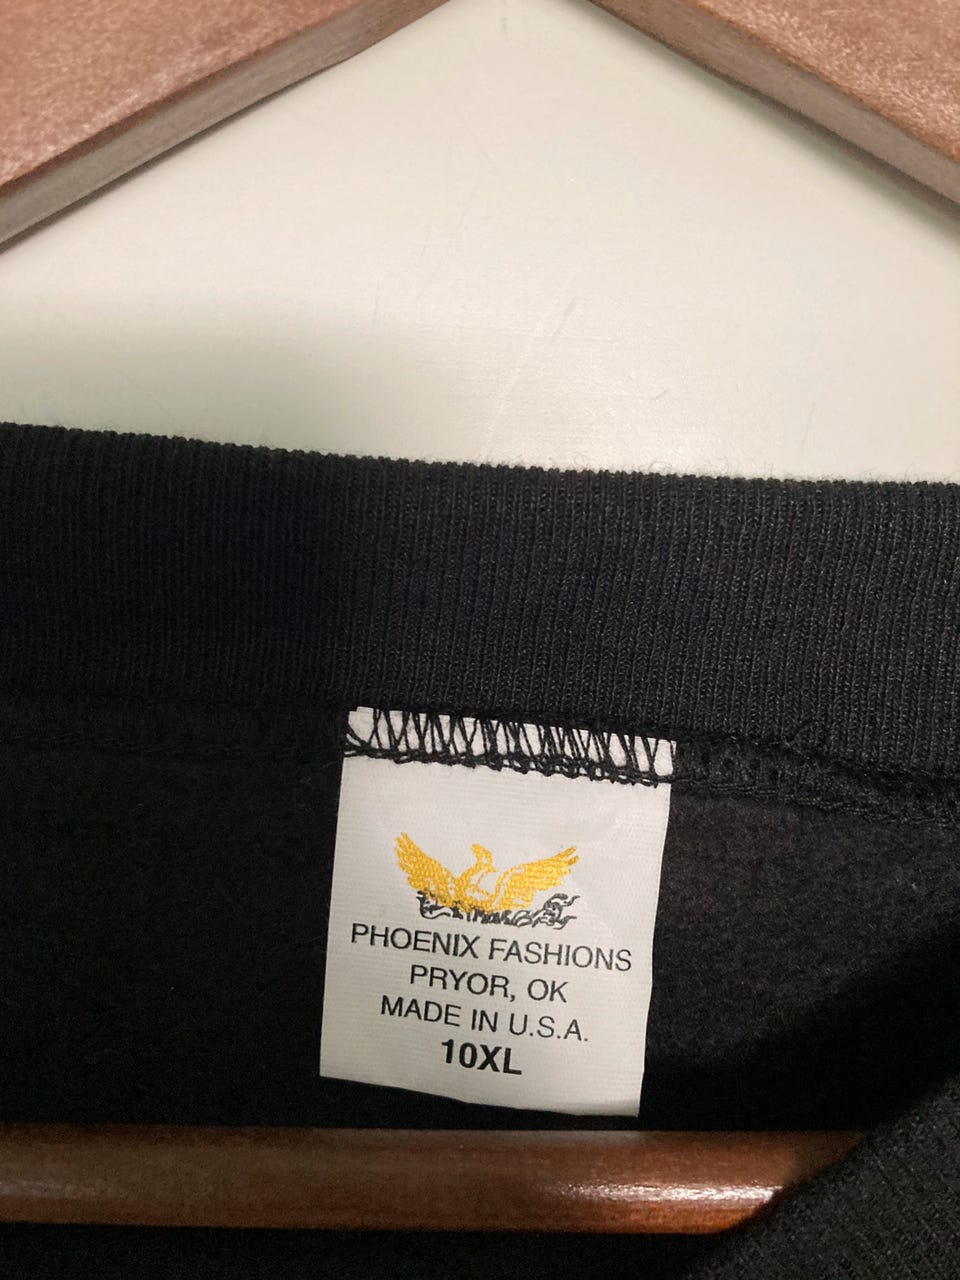 PHOENIX FASHIONS
PRYOR, OK
MADE IN U.S.A.
10XL